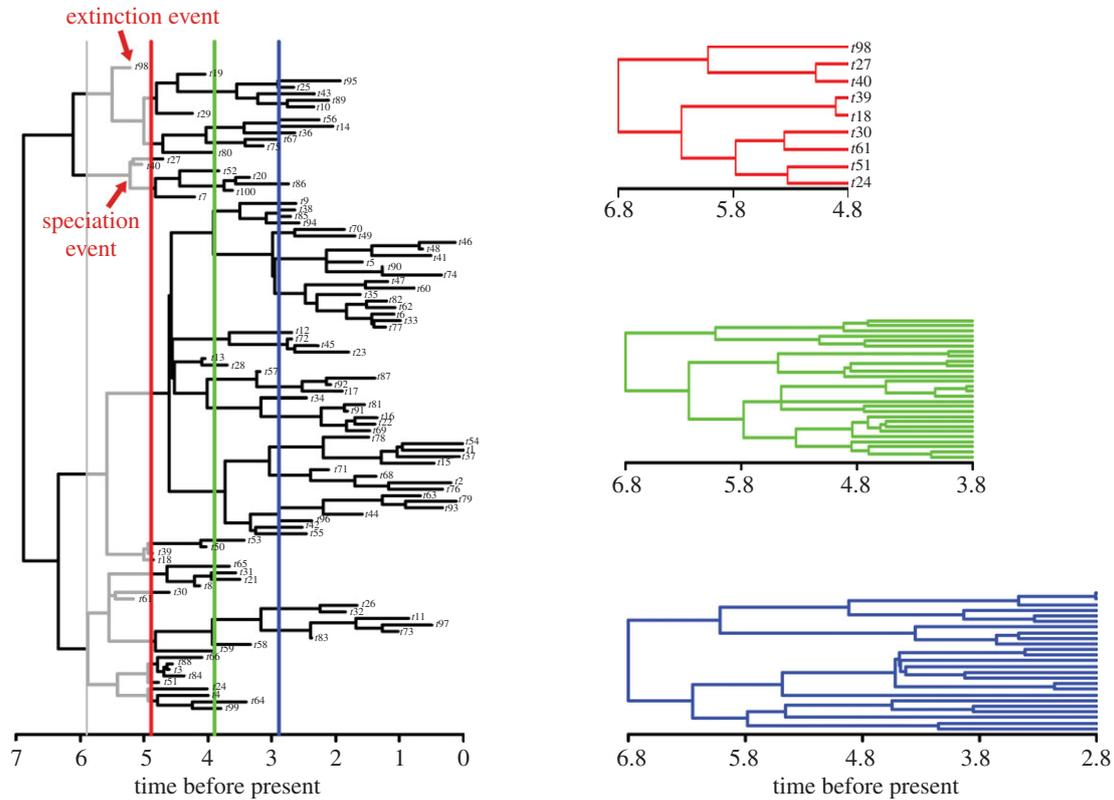 extinction event
t98
t19
t95
t25
t43
t89
t10
t29
t56
t14
t36
t67
t75
t80
t27
t40
t52
t20
t86
t100
t7
speciation
event
t9
t38
t85
t94
t70
t49
t46
t48
t41
t5
t90
t74
t47
t60
t35
t82
t62
t6
t33
t77
t12
t72
t45
t23
t13
t28
t57
t87
t92
t17
t34
t81
t91
t16
t22
t69
t78
t54
t1
t37
t15
t71
t68
t2
t76
t63
t79
t93
t44
t96
t42
t55
t53
t50
t39
t18
t65
t31
t21
t8
t30
t61
t26
t32
t11
t97
t73
t83
t58
t59
t66
t88
t3
t84
t51
t24
t4
t64
t99
7 6 5 4 3 2 1 0
time before present
t98
t27
t40
t39
t18
t30
t61
t51
t24
6.8 5.8 4.8
6.8 5.8 4.8 3.8
6.8 5.8 4.8 3.8 2.8
time before present